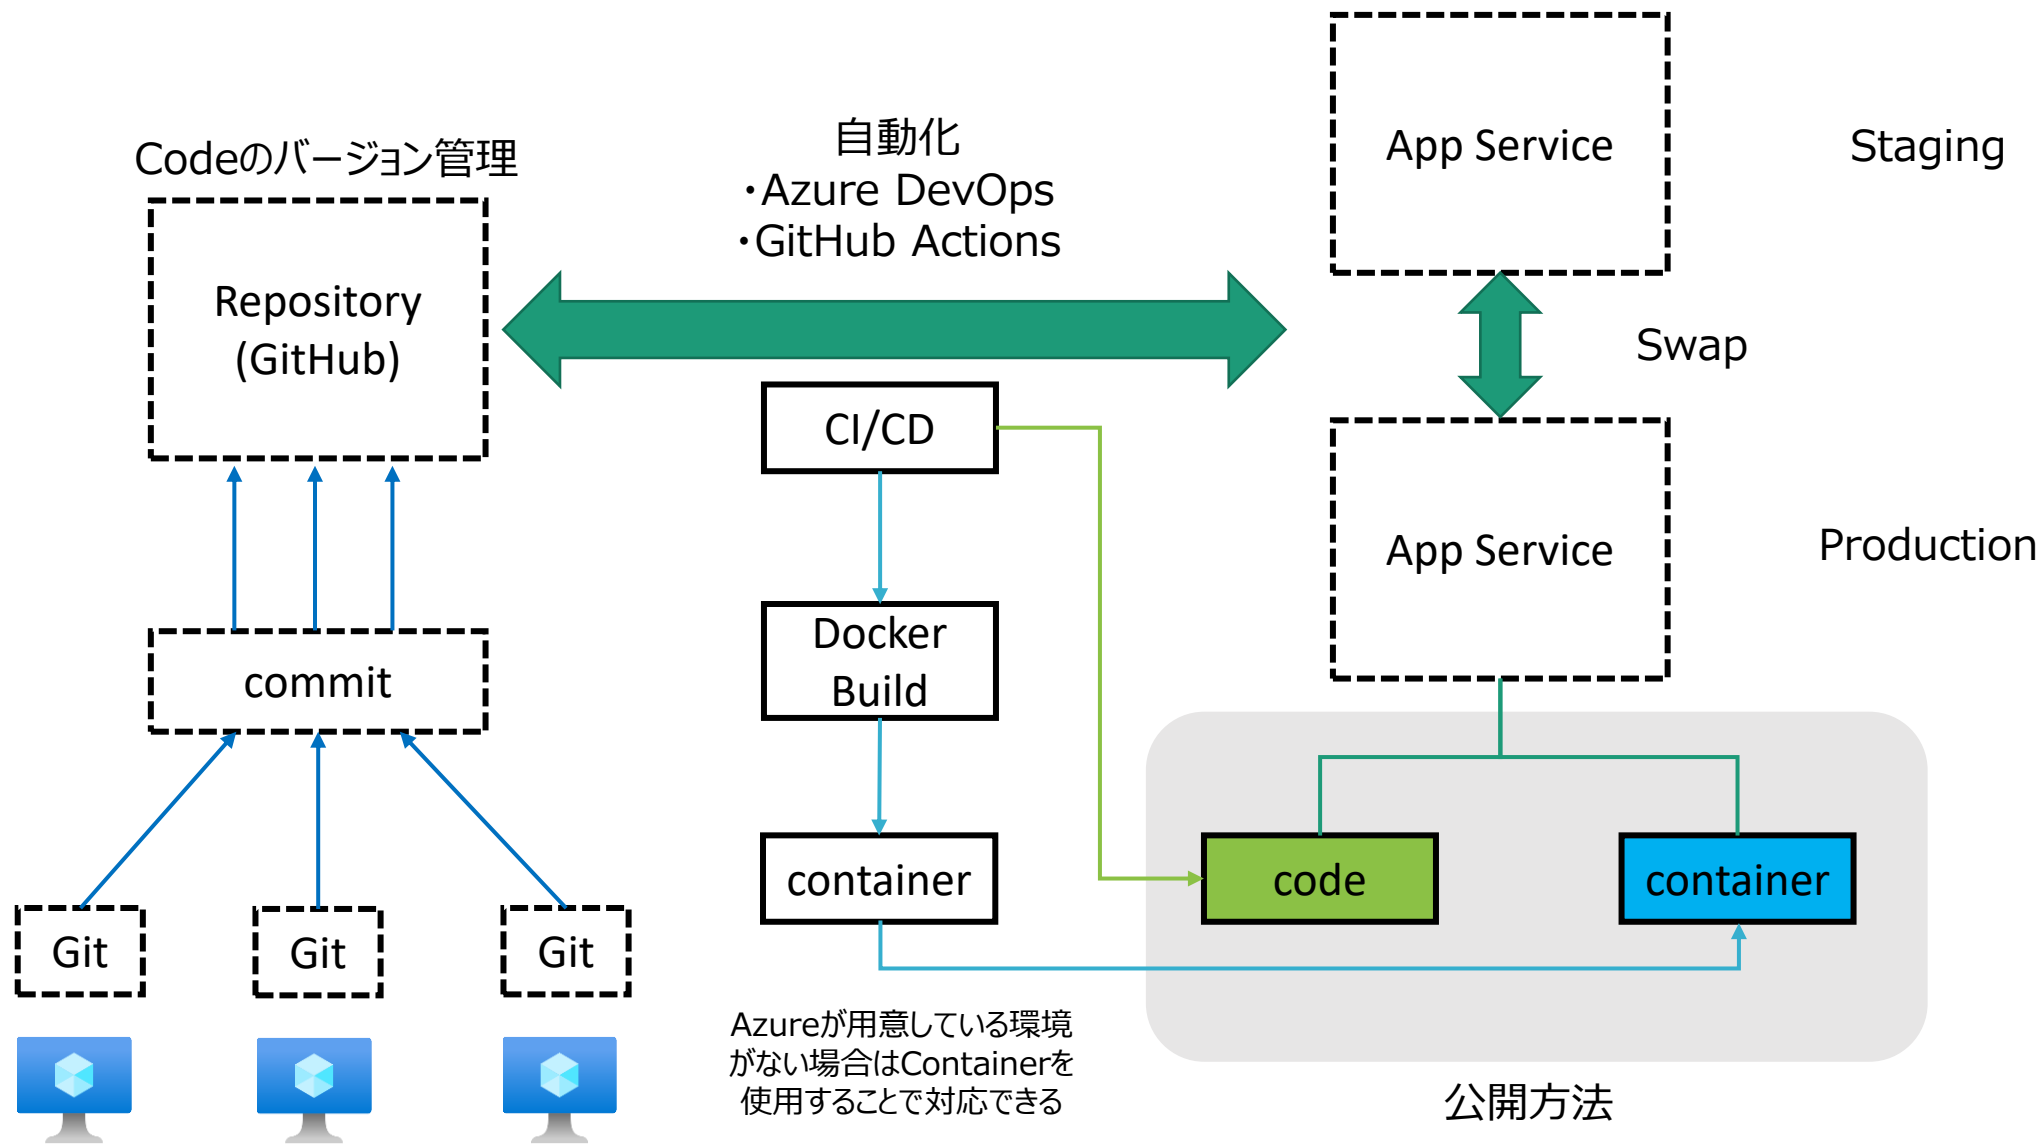 Codeのバージョン管理
Repository
(GitHub)
commit
Git
Git
Git
自動化
・Azure DevOps
・GitHub Actions
CI/CD
Docker
Build
container
Azureが用意している環境
がない場合はContainerを
使用することで対応できる
App Service
Staging
Swap
App Service
Production
code
container
公開方法